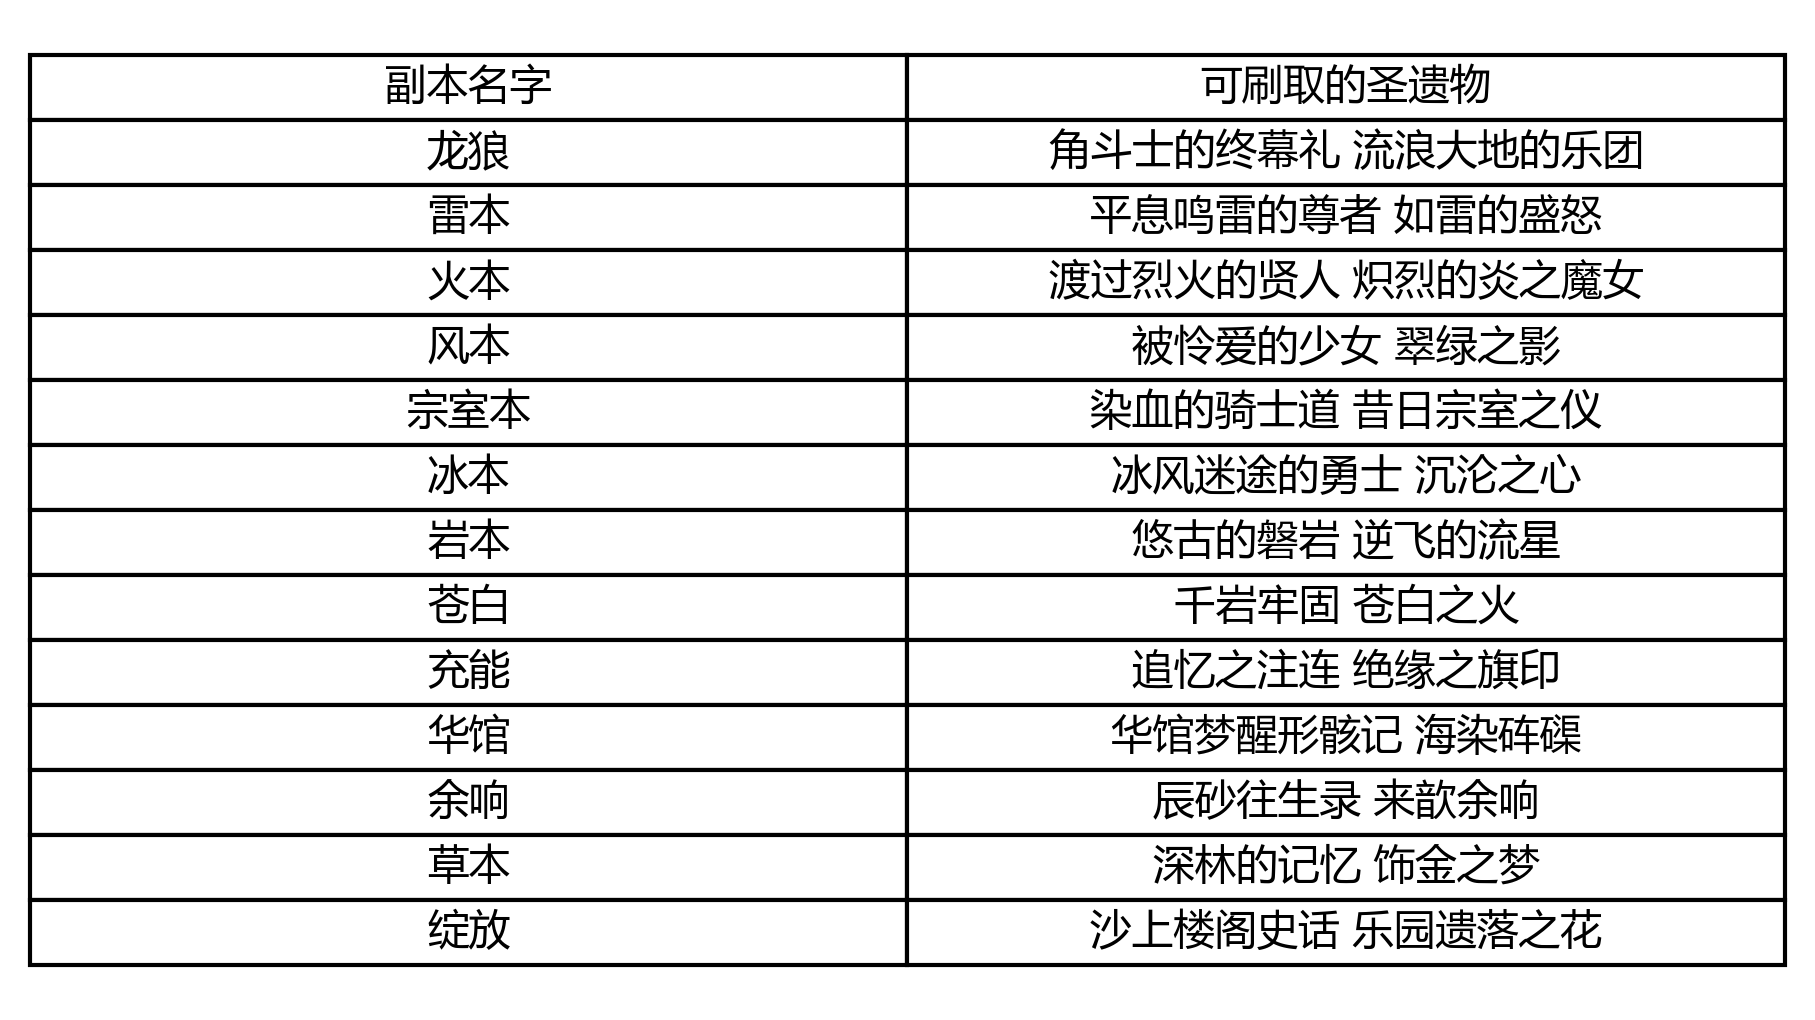 副本名字 可刷取的圣遗物
龙狼 角斗士的终幕礼 流浪大地的乐团
雷本 平息鸣雷的尊者 如雷的盛怒
火本 渡过烈火的贤人 炽烈的炎之魔女
风本 被怜爱的少女 翠绿之影
宗室本 染血的骑士道 昔日宗室之仪
冰本 冰风迷途的勇士 沉沦之心
岩本 悠古的磐岩 逆飞的流星
苍白 千岩牢固 苍白之火
充能 追忆之注连 绝缘之旗印
华馆 华馆梦醒形骸记 海染砗磲
余响 辰砂往生录 来歆余响
草本 深林的记忆 饰金之梦
绽放 沙上楼阁史话 乐园遗落之花